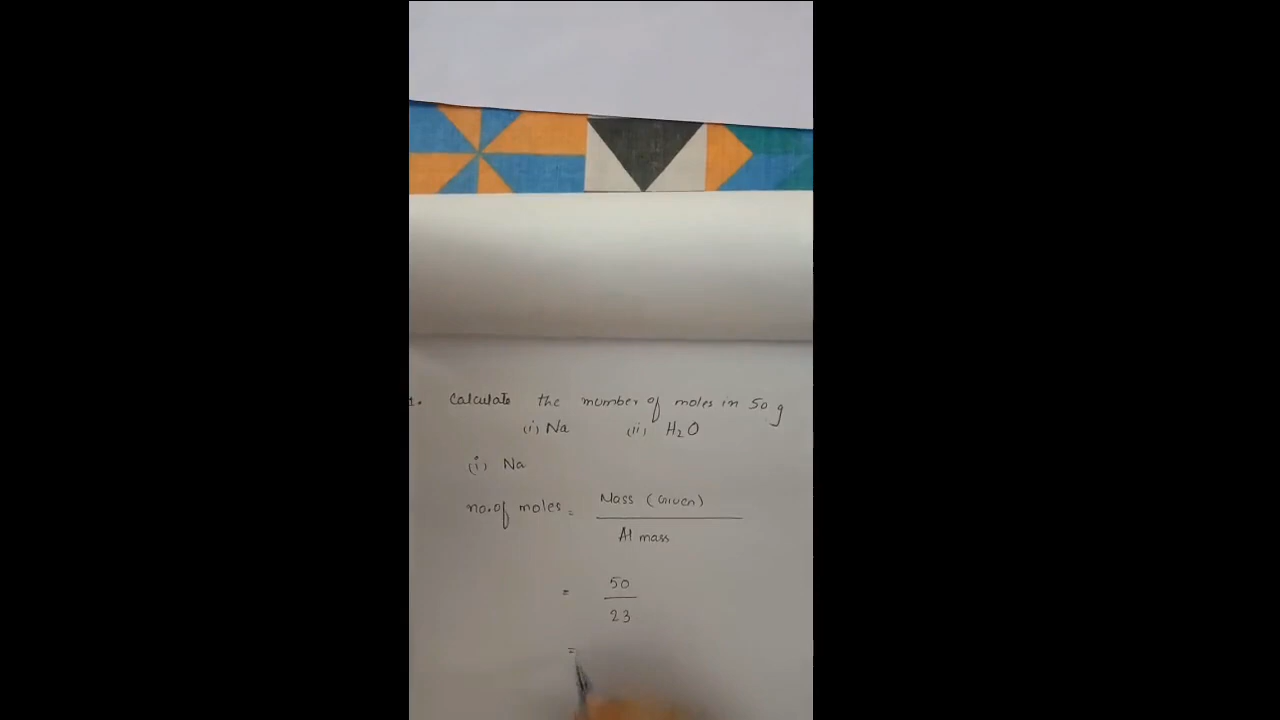 1. Calculate the number of moles in 50 g
(i) Na (ii) H₂O
(i) Na
no. of moles = Mass (Given)
At mass
= 50
23
=